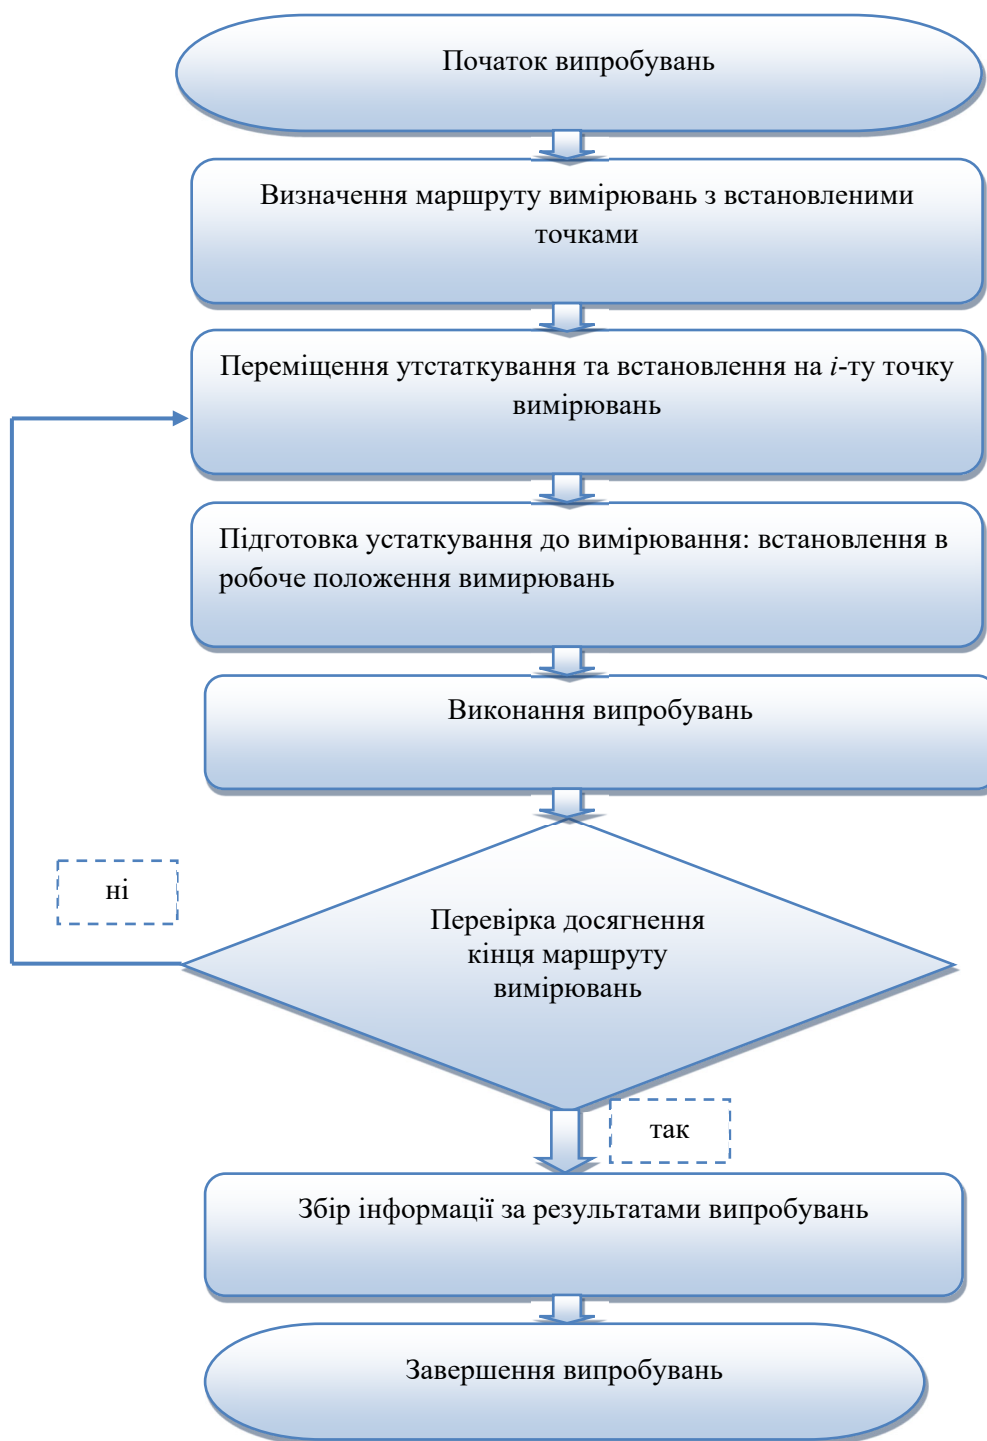 Початок випробувань
Визначення маршруту вимірювань з встановленими
точками
Переміщення утстаткування та встановлення на і-ту точку
вимірювань
Підготовка устаткування до вимірювання: встановлення в
робоче положення вимирювань
Виконання випробувань
ні
Перевірка досягнення
кінця маршруту
вимірювань
так
Збір інформації за результатами випробувань
Завершення випробувань